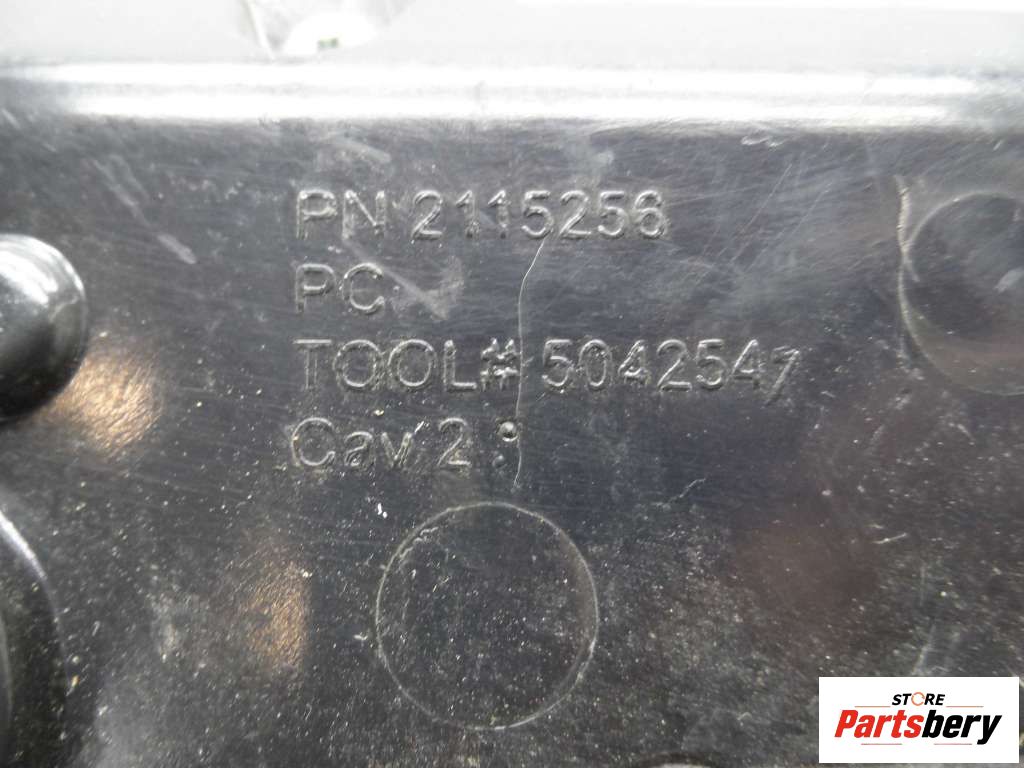 PN 2115256
PC
TOOL# 5042547
Cav 2
STORE
Partsbery